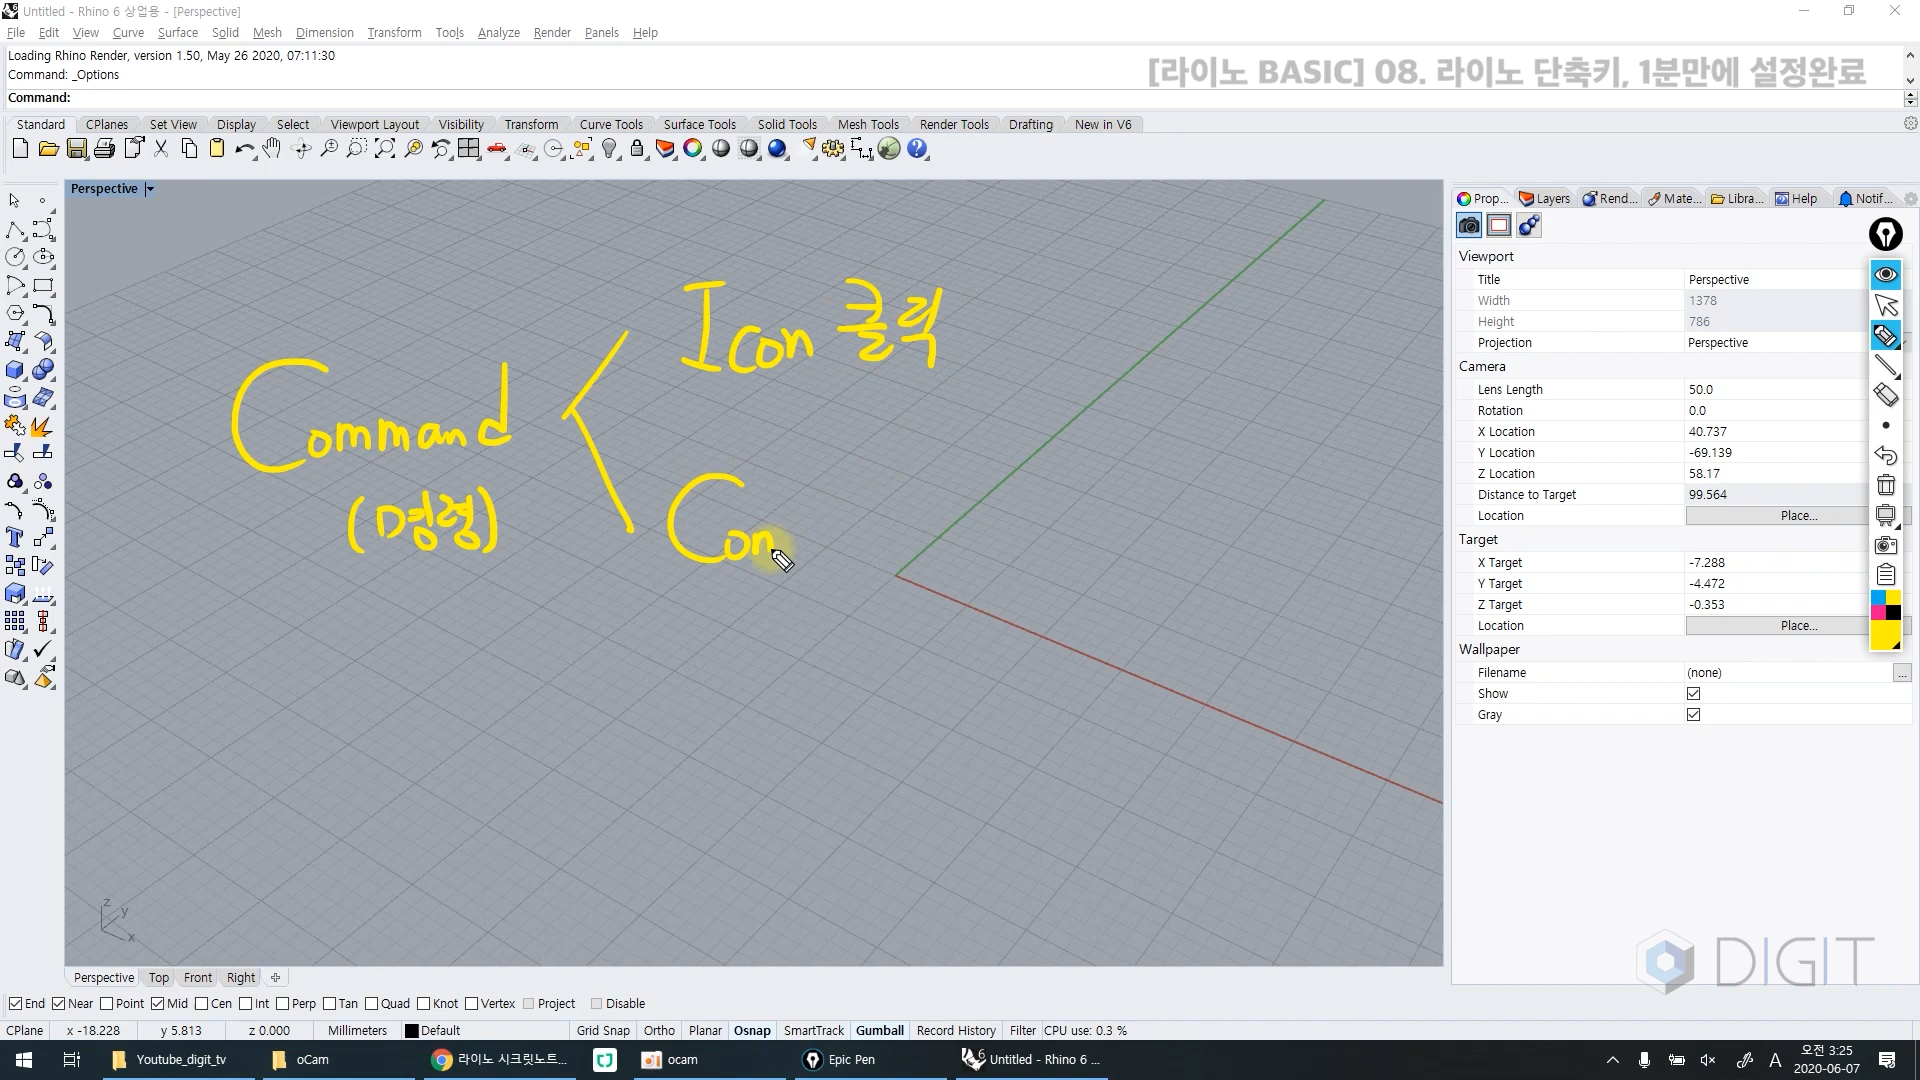 Untitled - Rhino 6 상업용 - [Perspective]
File Edit View Curve Surface Solid Mesh Dimension Transform Tools Analyze Render Panels Help
Loading Rhino Render, version 1.50, May 26 2020, 07:11:30
Command: _Options
[라이노 BASIC] 08. 라이노 단축키, 1분만에 설정완료
Command:
Standard CPlanes Set View Display Select Viewport Layout Visibility Transform Curve Tools Surface Tools Solid Tools Mesh Tools Render Tools Drafting New in V6
Perspective
Prop... Layers Rend... Mate... Libra... Help Notif...
Viewport
Title Perspective
Width 1378
Height 786
Projection Perspective
Camera
Lens Length 50.0
Rotation 0.0
X Location 40.737
Y Location -69.139
Z Location 58.17
Distance to Target 99.564
Location Place...
Target
X Target -7.288
Y Target -4.472
Z Target -0.353
Location Place...
Wallpaper
Filename (none) ...
Show
Gray
Icon 클릭
Command
(명령)
Con
z
y
x
DIGIT
Perspective Top Front Right
End Near Point Mid Cen Int Perp Tan Quad Knot Vertex Project Disable
CPlane x -18.228 y 5.813 z 0.000 Millimeters Default Grid Snap Ortho Planar Osnap SmartTrack Gumball Record History Filter CPU use: 0.3 %
Youtube_digit_tv oCam 라이노 시크릿노트... ocam Epic Pen Untitled - Rhino 6 ... A 오전 3:25
2020-06-07